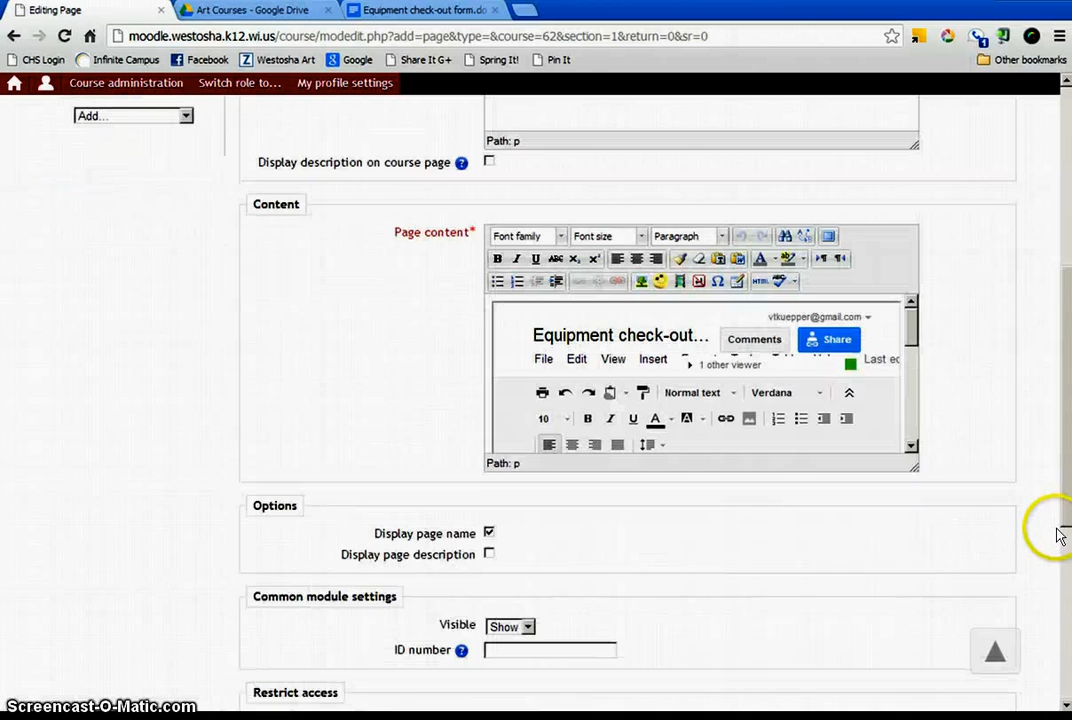 Editing Page
Art Courses - Google Drive
Equipment check-out form.do
moodle.westosha.k12.wi.us/course/modedit.php?add=page&type=&course=62&section=1&return=0&sr=0
CHS Login
Infinite Campus
Facebook
Westosha Art
Google
Share It G+
Spring It!
Pin It
Other bookmarks
Course administration
Switch role to...
My profile settings
Add...
Path: p
Display description on course page
Content
Page content*
Font family
Font size
Paragraph
B I U ABC x₂ x²
HTML
vtkuepper@gmail.com
Equipment check-out...
Comments
Share
File Edit View Insert
1 other viewer
Last ed
Normal text
Verdana
10
B I U A A
Path: p
Options
Display page name
Display page description
Common module settings
Visible
Show
ID number
Restrict access
Screencast-O-Matic.com